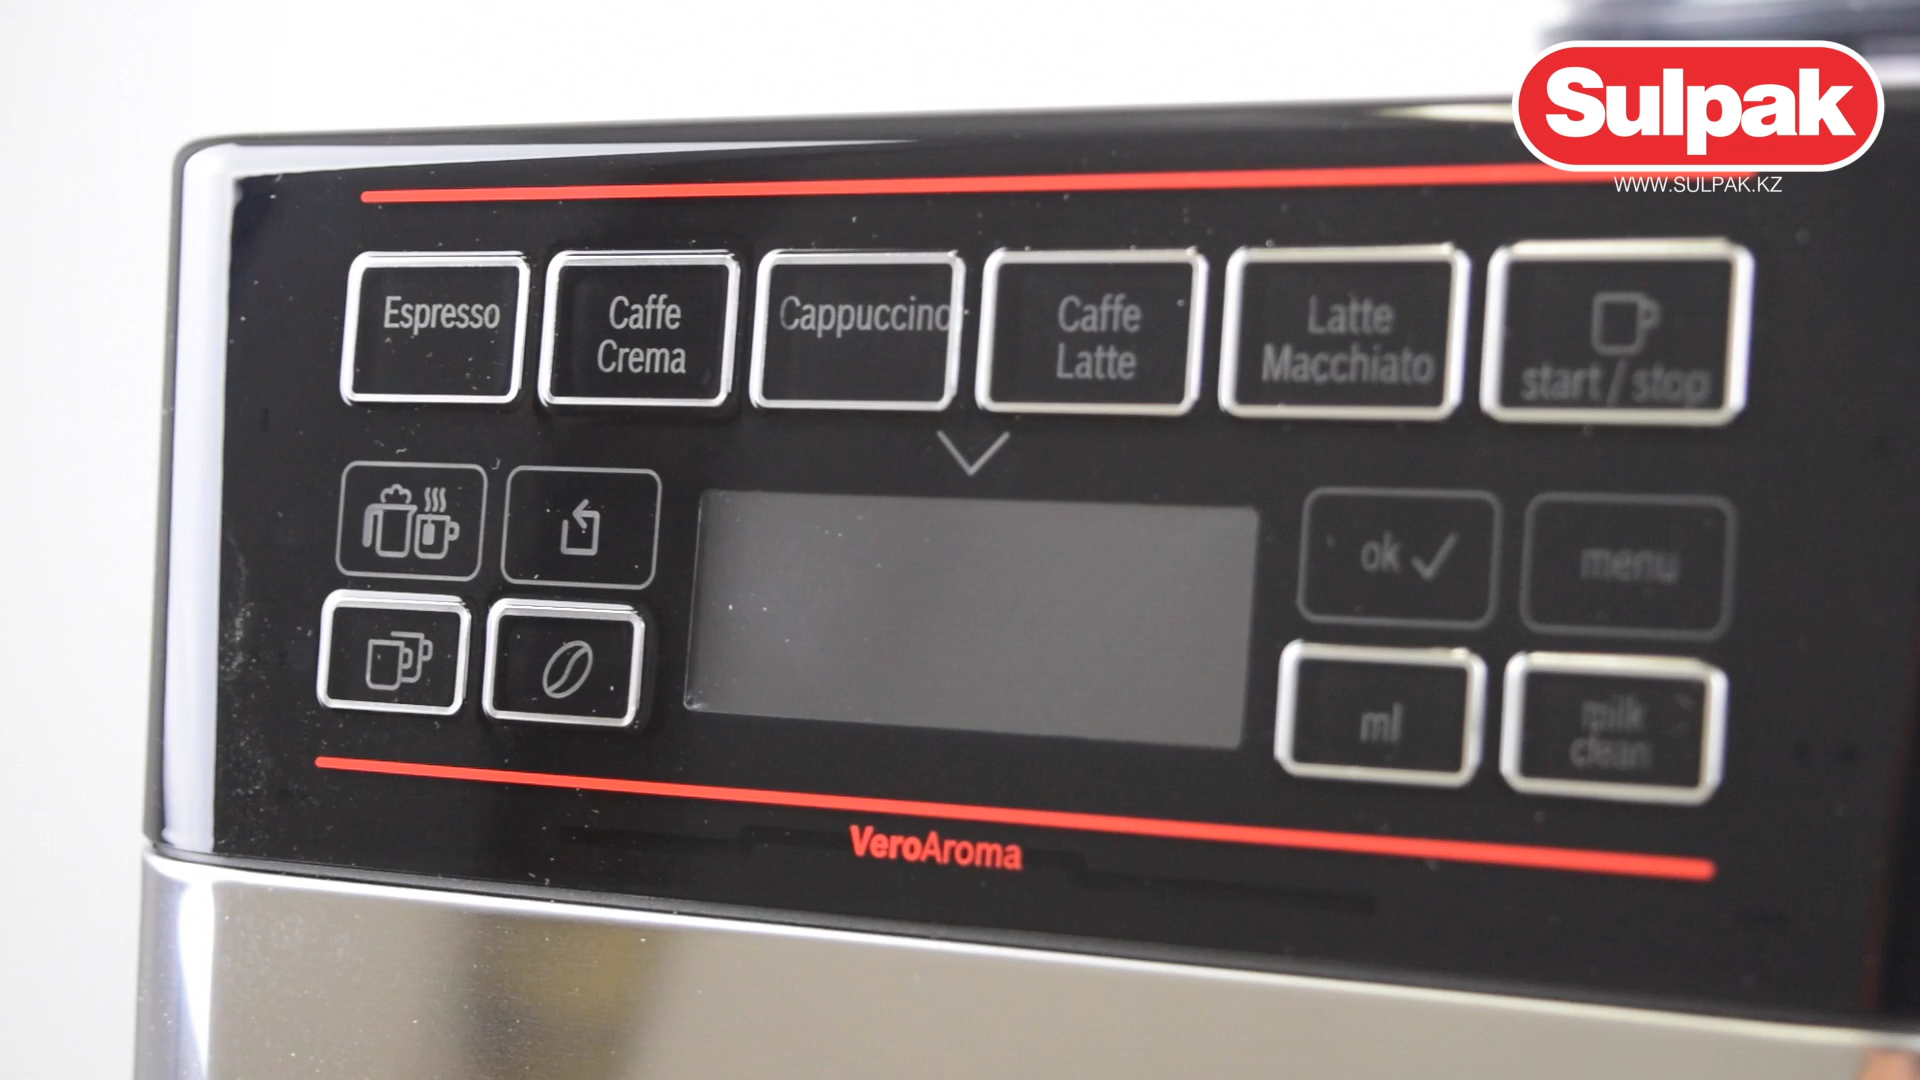 Sulpak
WWW.SULPAK.KZ
Espresso
Caffe
Crema
Cappuccino
Caffe
Latte
Latte
Macchiato
start / stop
ok
menu
ml
milk
clean
VeroAroma